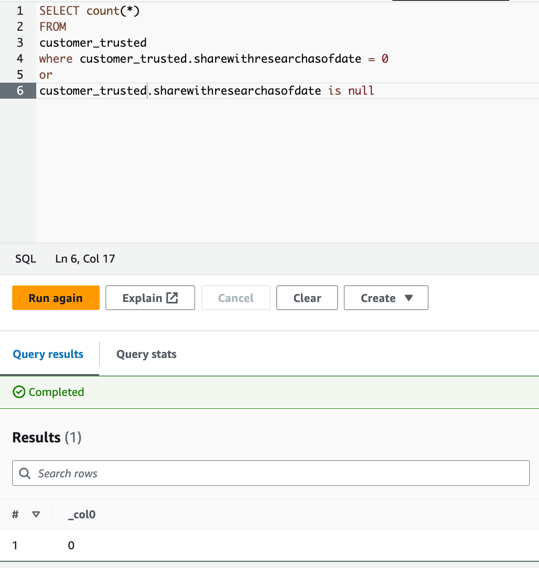 1 SELECT count(*)
2 FROM
3 customer_trusted
4 where customer_trusted.sharewithresearchasofdate = 0
5 or
6 customer_trusted.sharewithresearchasofdate is null
SQL Ln 6, Col 17
Run again Explain Cancel Clear Create ▼
Query results Query stats
Completed
Results (1)
Search rows
# ▽ _col0
1 0